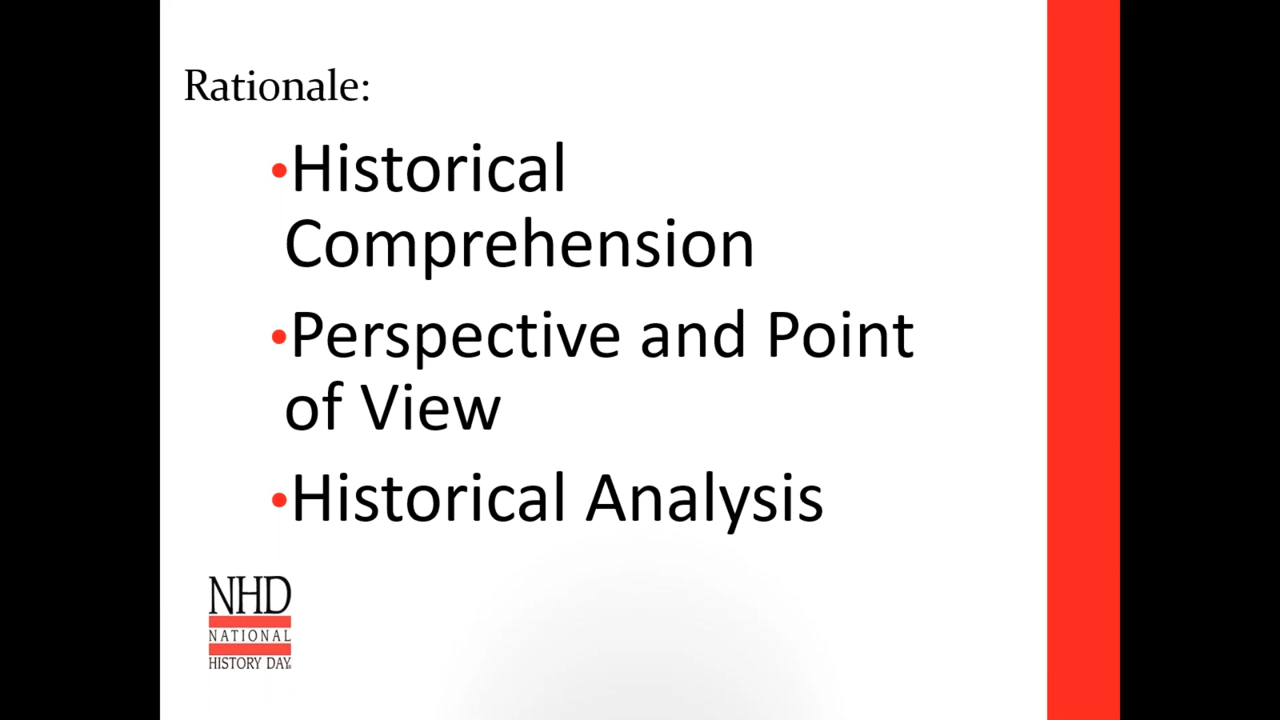 Rationale:
•Historical
Comprehension
•Perspective and Point
of View
•Historical Analysis
NHD
NATIONAL
HISTORY DAY